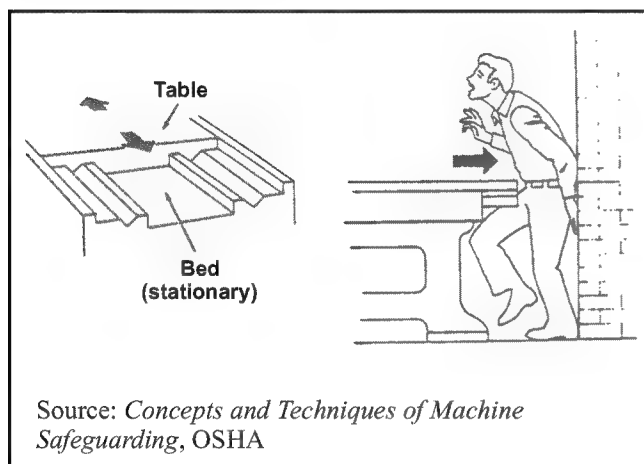 Table
Bed
(stationary)
Source: Concepts and Techniques of Machine
Safeguarding, OSHA